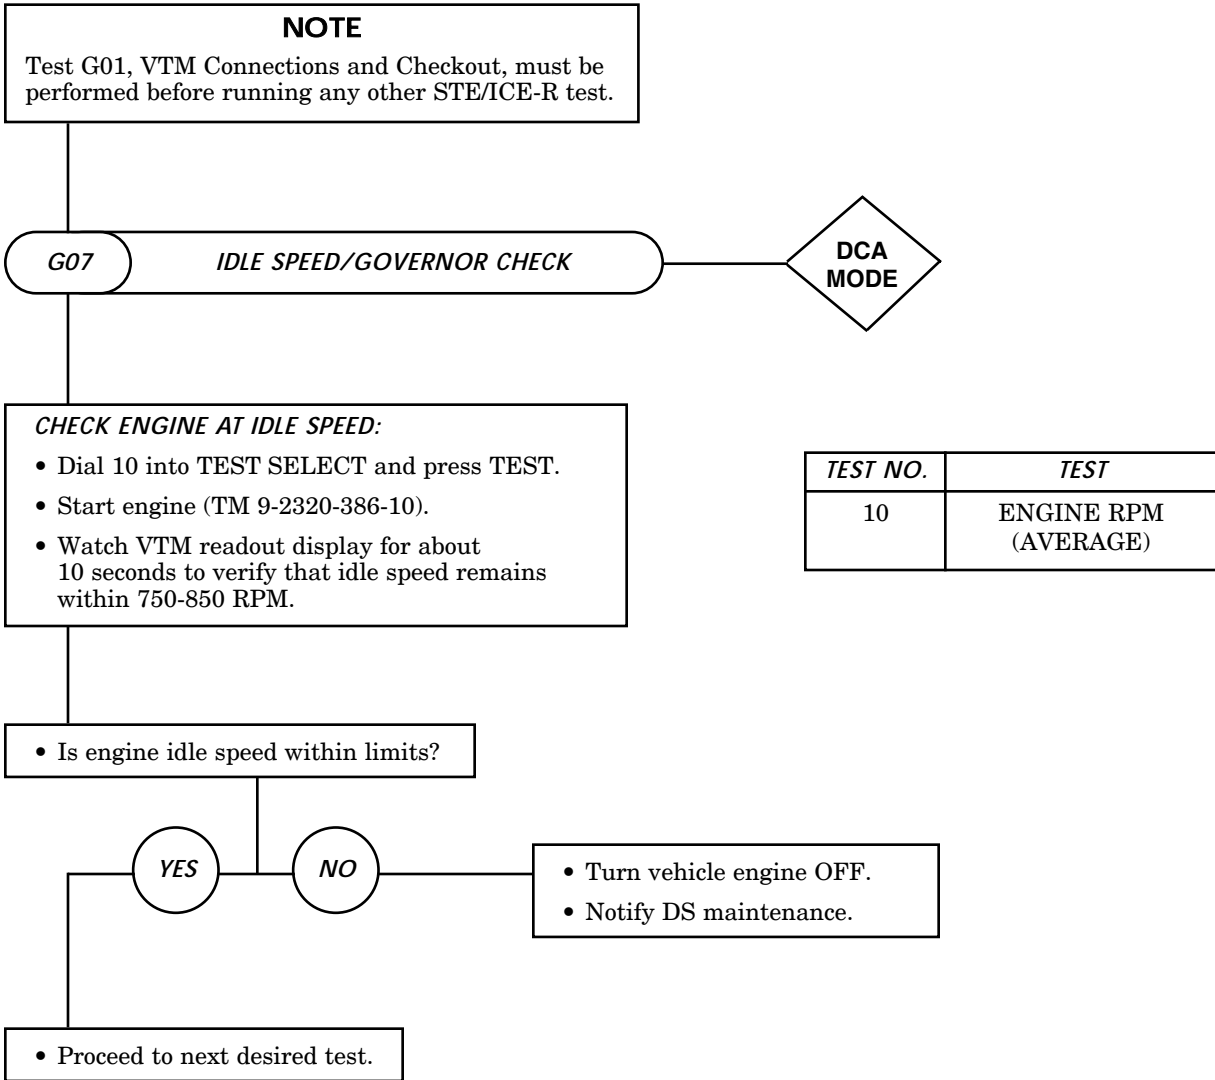 NOTE
Test G01, VTM Connections and Checkout, must be
performed before running any other STE/ICE-R test.
G07
IDLE SPEED/GOVERNOR CHECK
DCA
MODE
CHECK ENGINE AT IDLE SPEED:
• Dial 10 into TEST SELECT and press TEST.
• Start engine (TM 9-2320-386-10).
• Watch VTM readout display for about
10 seconds to verify that idle speed remains
within 750-850 RPM.
TEST NO. TEST
10 ENGINE RPM
(AVERAGE)
• Is engine idle speed within limits?
YES
NO
• Turn vehicle engine OFF.
• Notify DS maintenance.
• Proceed to next desired test.